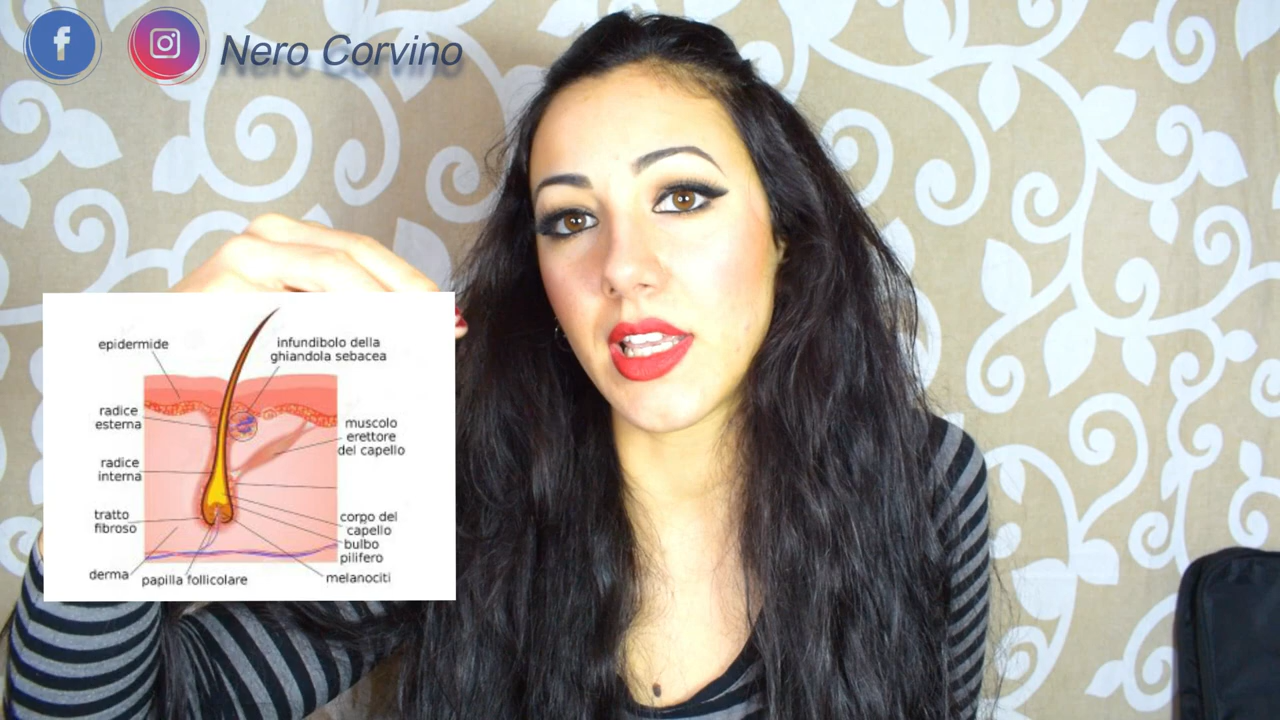 Nero Corvino
epidermide
infundibolo della
ghiandola sebacea
radice
esterna
muscolo
erettore
del capello
radice
interna
tratto
fibroso
corpo del
capello
bulbo
pilifero
derma
papilla follicolare
melanociti